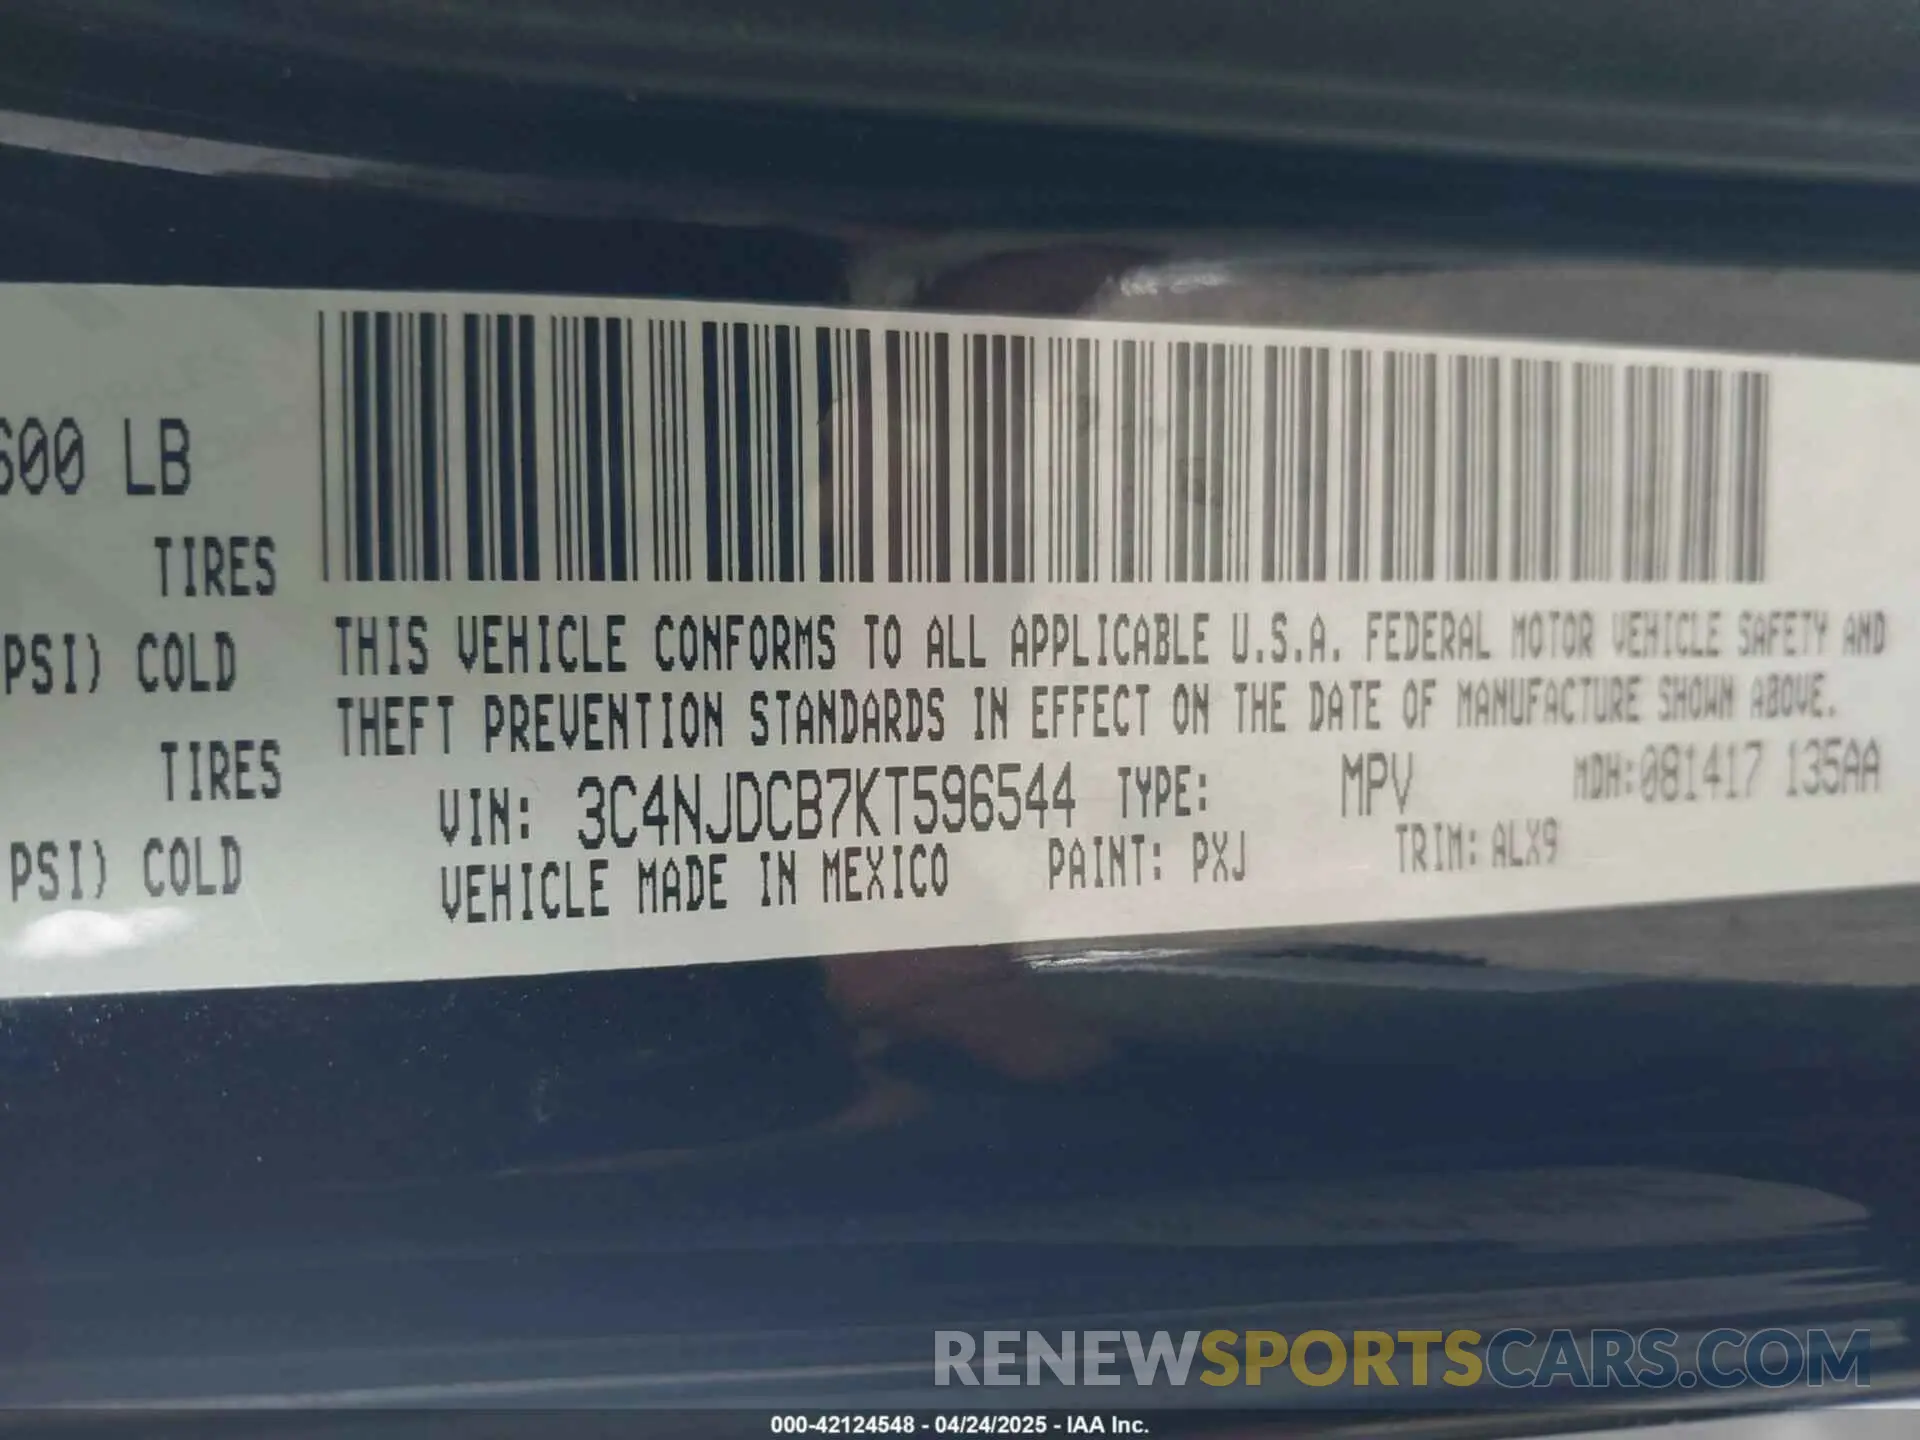 600 LB
TIRES
PSI) COLD
TIRES
PSI) COLD
THIS VEHICLE CONFORMS TO ALL APPLICABLE U.S.A. FEDERAL MOTOR VEHICLE SAFETY AND
THEFT PREVENTION STANDARDS IN EFFECT ON THE DATE OF MANUFACTURE SHOWN ABOVE.
VIN: 3C4NJDCB7KT596544 TYPE: MPV MDH:081417 135AA
VEHICLE MADE IN MEXICO PAINT: PXJ TRIM: ALX9
RENEWSPORTSCARS.COM
000-42124548 - 04/24/2025 - IAA Inc.